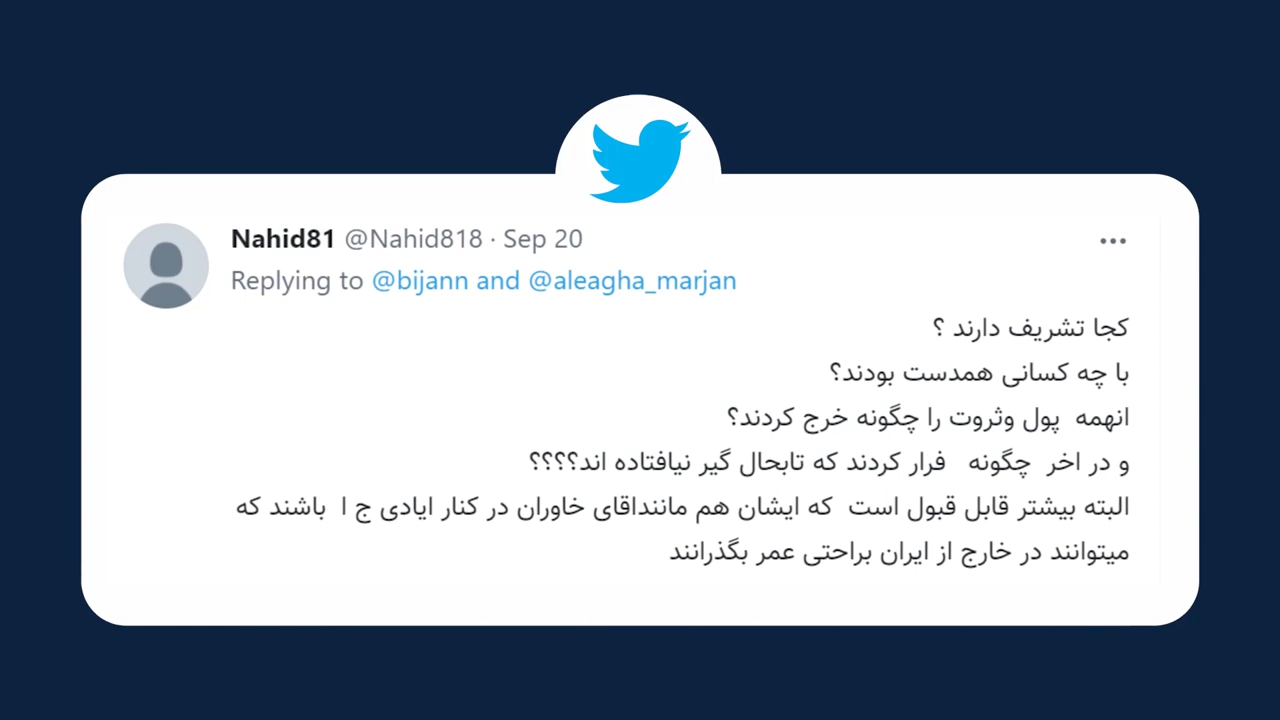 Nahid81 @Nahid818 · Sep 20
Replying to @bijann and @aleagha_marjan
کجا تشریف دارند ؟
با چه کسانی همدست بودند؟
انهمه  پول وثروت را چگونه خرج کردند؟
و در اخر  چگونه   فرار کردند که تابحال گیر نیافتاده اند؟؟؟؟
البته بیشتر قابل قبول است  که ایشان هم ماننداقای خاوران در کنار ایادی ج ا  باشند که
میتوانند در خارج از ایران براحتی عمر بگذرانند